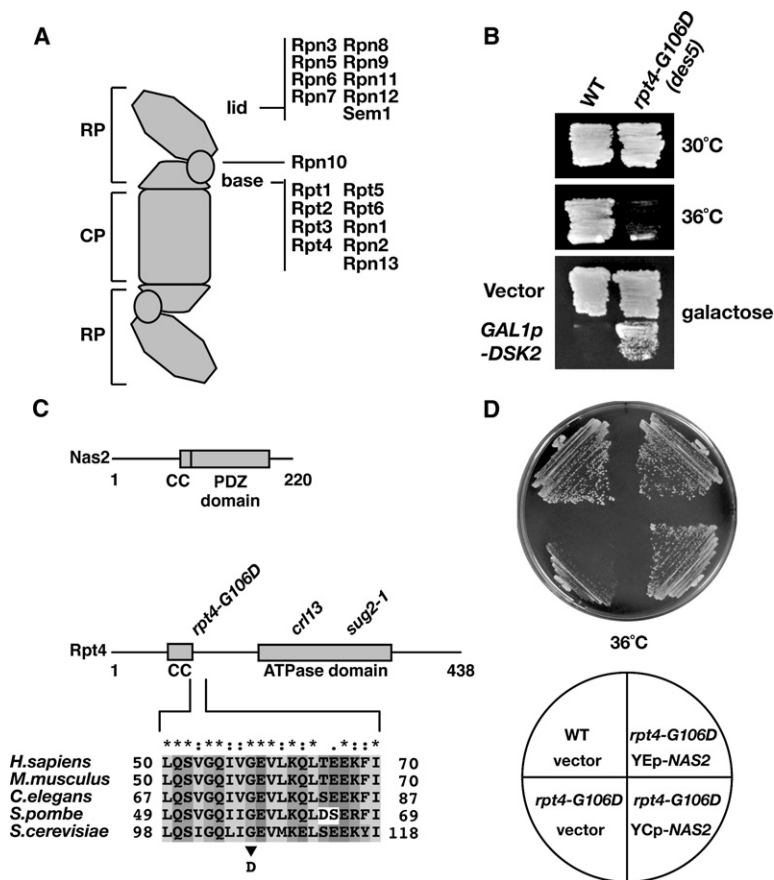 A
RP
CP
RP
lid
Rpn3 Rpn8
Rpn5 Rpn9
Rpn6 Rpn11
Rpn7 Rpn12
Sem1
Rpn10
base
Rpt1 Rpt5
Rpt2 Rpt6
Rpt3 Rpn1
Rpt4 Rpn2
Rpn13
B
WT
rpt4-G106D
(des5)
30°C
36°C
Vector
galactose
GAL1p
-DSK2
C
Nas2
1 CC PDZ 220
domain
rpt4-G106D
crl13
sug2-1
Rpt4
1 CC ATPase domain 438
****:**::****:**:*.*::*
H.sapiens 50 LQSVGQIVGEVLKQLTEEKFI 70
M.musculus 50 LQSVGQIVGEVLKQLTEEKFI 70
C.elegans 67 LQSVGQIVGEVLKQLSEEKFI 87
S.pombe 49 LQSVGQIIGEVLKQLDSERFI 69
S.cerevisiae 98 LQSIGQLIGEVMKELSEEKYI 118
D
D
36°C
WT
vector
rpt4-G106D
YEp-NAS2
rpt4-G106D
vector
rpt4-G106D
YCp-NAS2